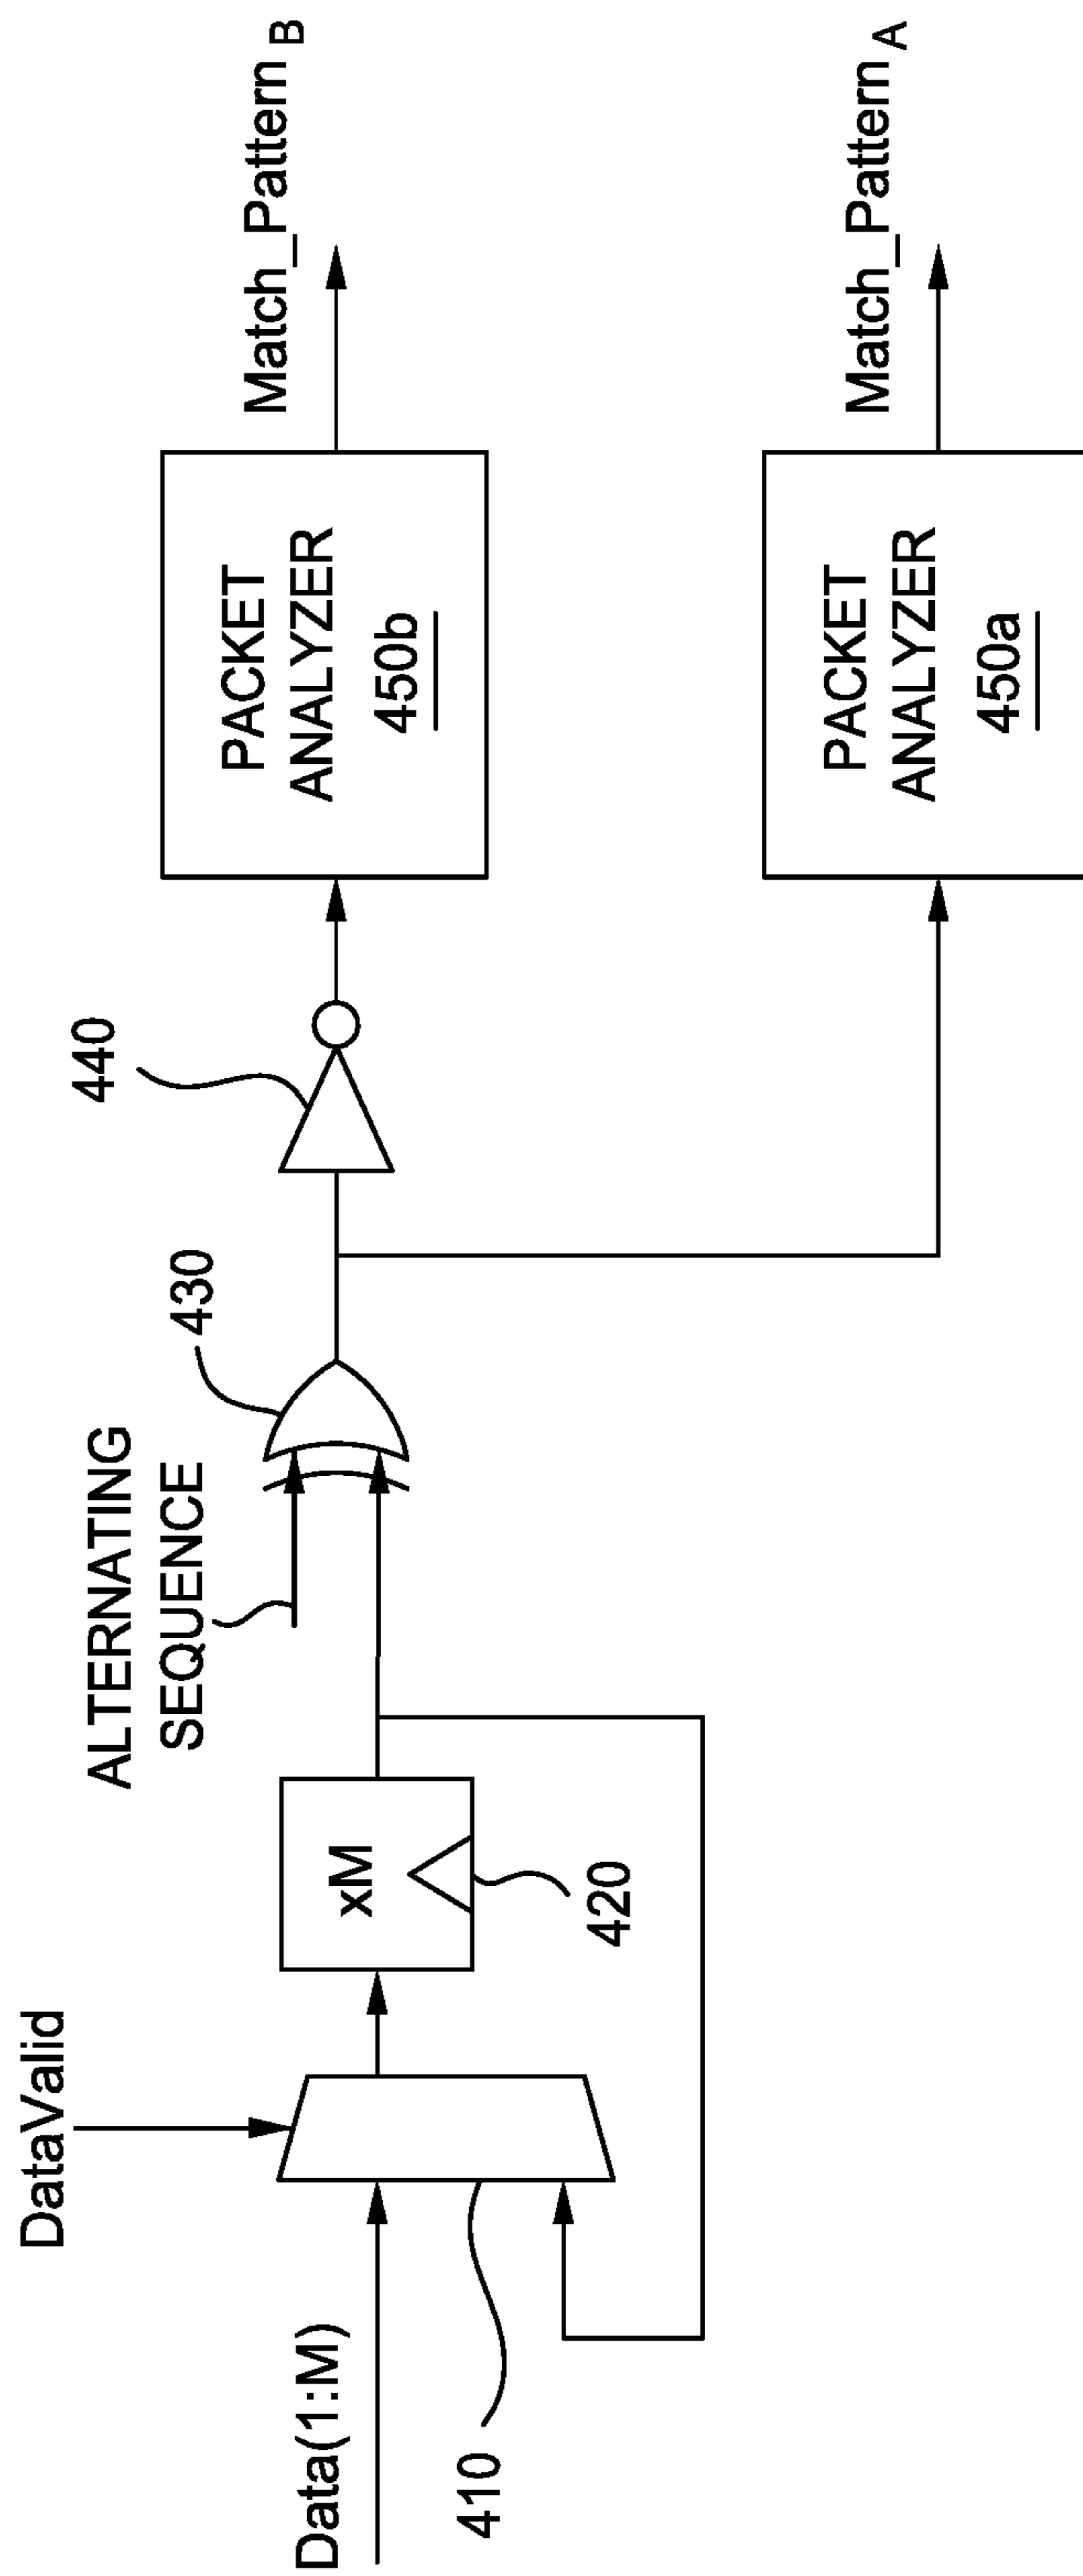 DataValid
Data(1:M)
410
xM
420
ALTERNATING
SEQUENCE
430
440
PACKET
ANALYZER
450b
Match_Pattern B
PACKET
ANALYZER
450a
Match_Pattern A